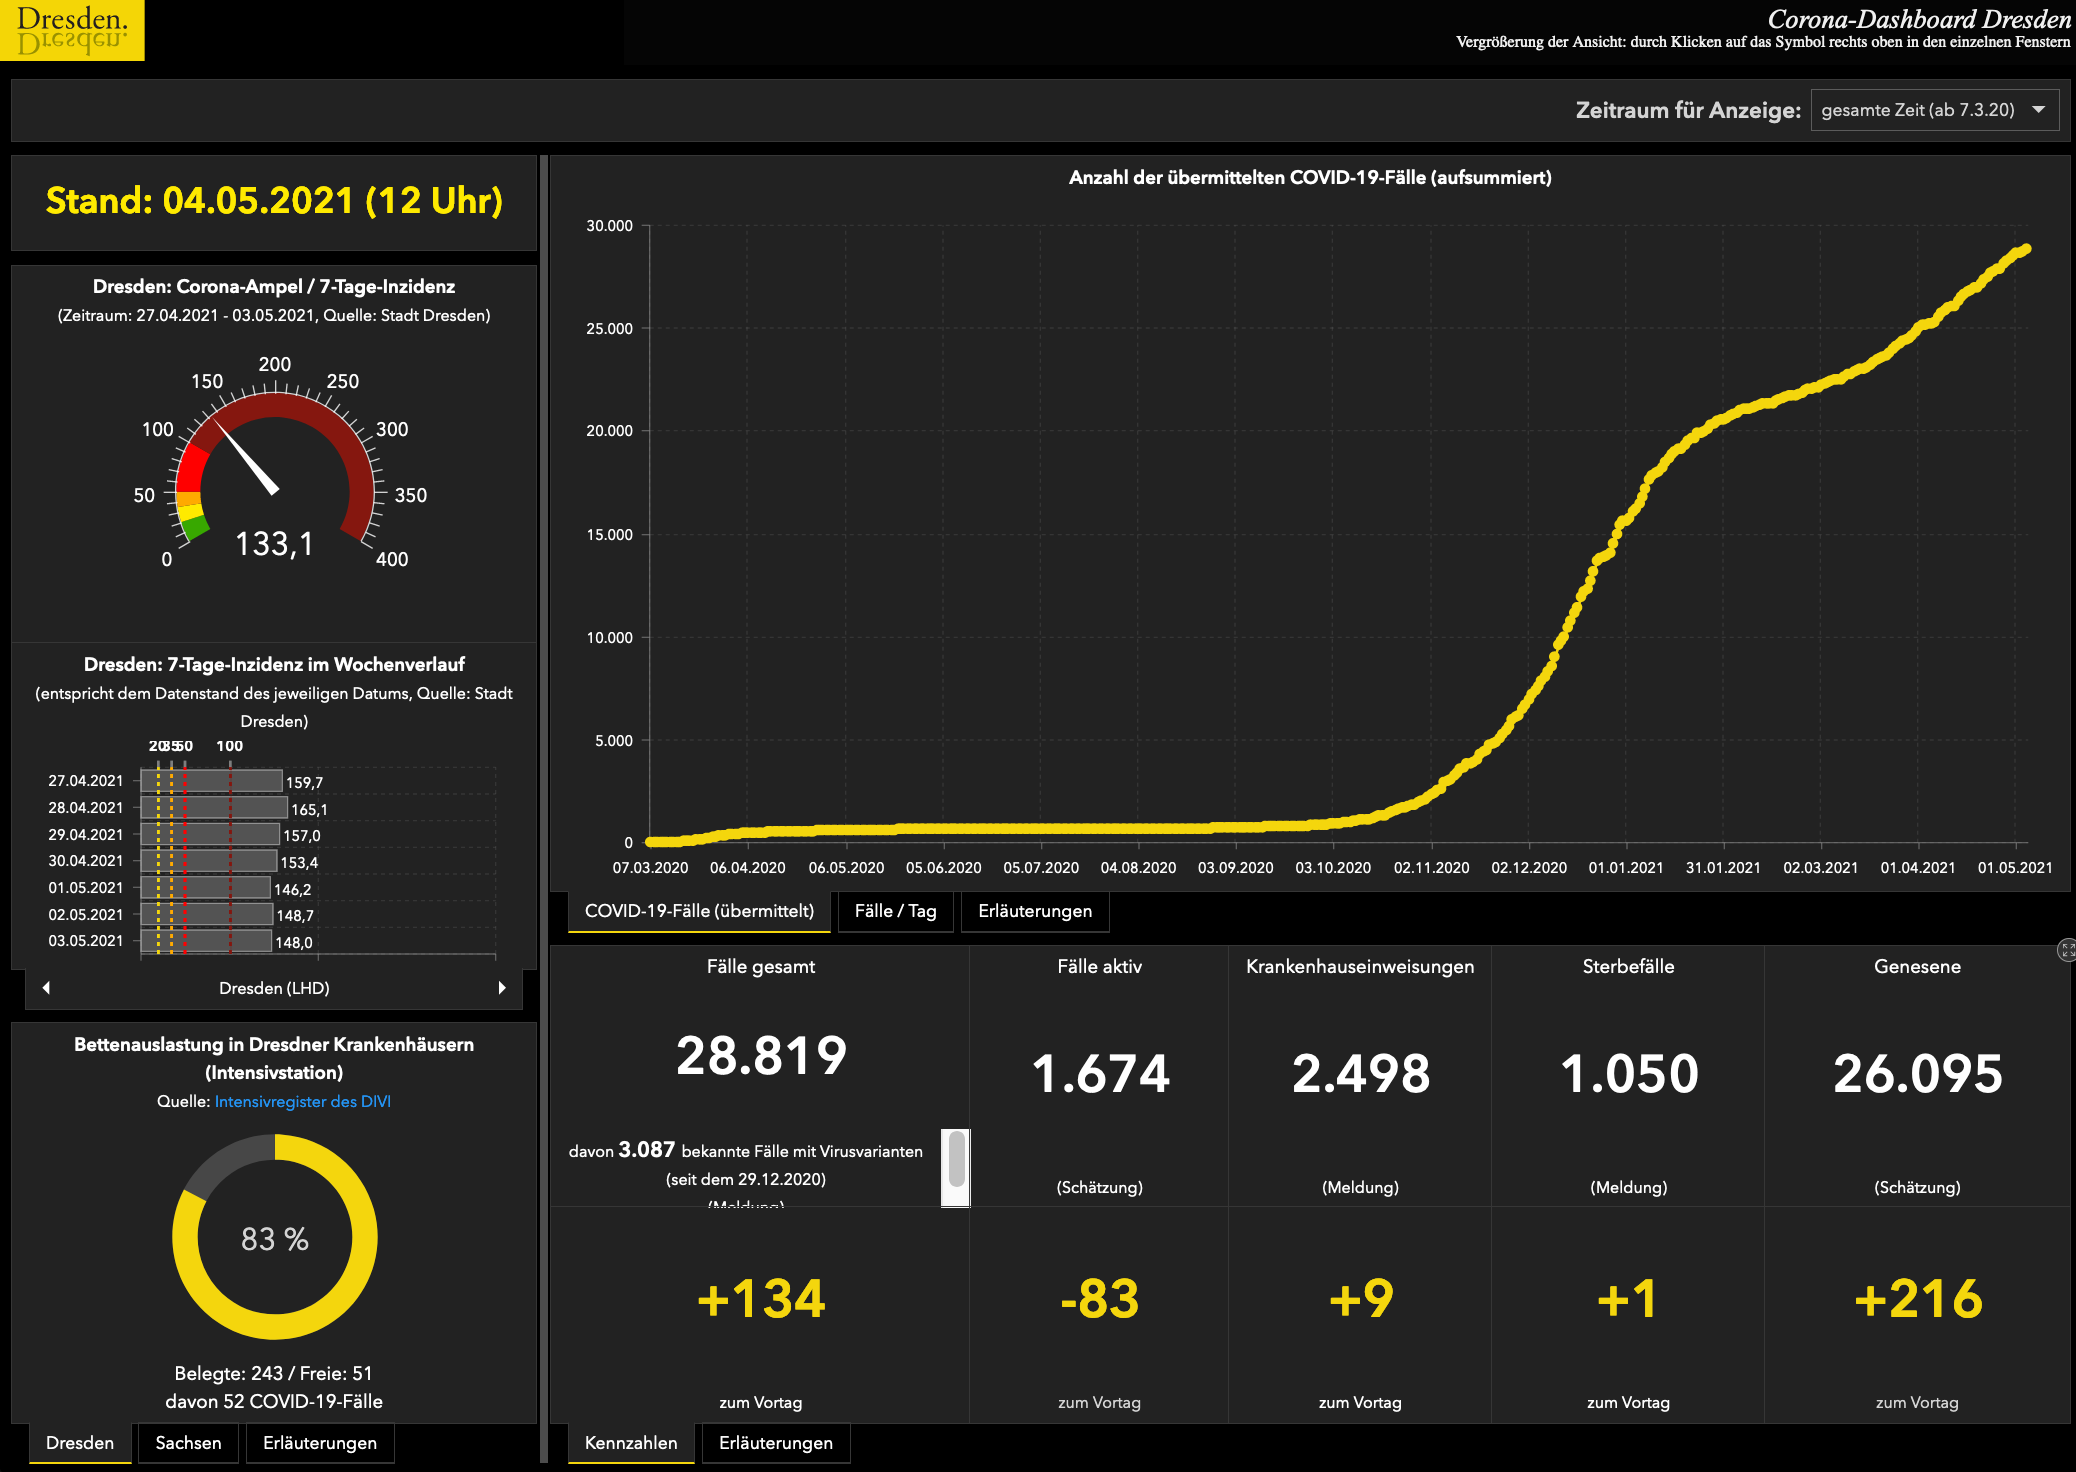 Dresden.
Dresden.
Corona-Dashboard Dresden
Vergrößerung der Ansicht: durch Klicken auf das Symbol rechts oben in den einzelnen Fenstern
Zeitraum für Anzeige: gesamte Zeit (ab 7.3.20)
Stand: 04.05.2021 (12 Uhr)
Dresden: Corona-Ampel / 7-Tage-Inzidenz
(Zeitraum: 27.04.2021 - 03.05.2021, Quelle: Stadt Dresden)
0
50
100
150
200
250
300
350
400
133,1
Dresden: 7-Tage-Inzidenz im Wochenverlauf
(entspricht dem Datenstand des jeweiligen Datums, Quelle: Stadt
Dresden)
20 35 50 100
27.04.2021 159,7
28.04.2021 165,1
29.04.2021 157,0
30.04.2021 153,4
01.05.2021 146,2
02.05.2021 148,7
03.05.2021 148,0
Dresden (LHD)
Bettenauslastung in Dresdner Krankenhäusern
(Intensivstation)
Quelle: Intensivregister des DIVI
83 %
Belegte: 243 / Freie: 51
davon 52 COVID-19-Fälle
Dresden Sachsen Erläuterungen
Anzahl der übermittelten COVID-19-Fälle (aufsummiert)
30.000
25.000
20.000
15.000
10.000
5.000
0
07.03.2020 06.04.2020 06.05.2020 05.06.2020 05.07.2020 04.08.2020 03.09.2020 03.10.2020 02.11.2020 02.12.2020 01.01.2021 31.01.2021 02.03.2021 01.04.2021 01.05.2021
COVID-19-Fälle (übermittelt) Fälle / Tag Erläuterungen
Fälle gesamt
28.819
davon 3.087 bekannte Fälle mit Virusvarianten
(seit dem 29.12.2020)
(Meldung)
+134
zum Vortag
Fälle aktiv
1.674
(Schätzung)
-83
zum Vortag
Krankenhauseinweisungen
2.498
(Meldung)
+9
zum Vortag
Sterbefälle
1.050
(Meldung)
+1
zum Vortag
Genesene
26.095
(Schätzung)
+216
zum Vortag
Kennzahlen Erläuterungen